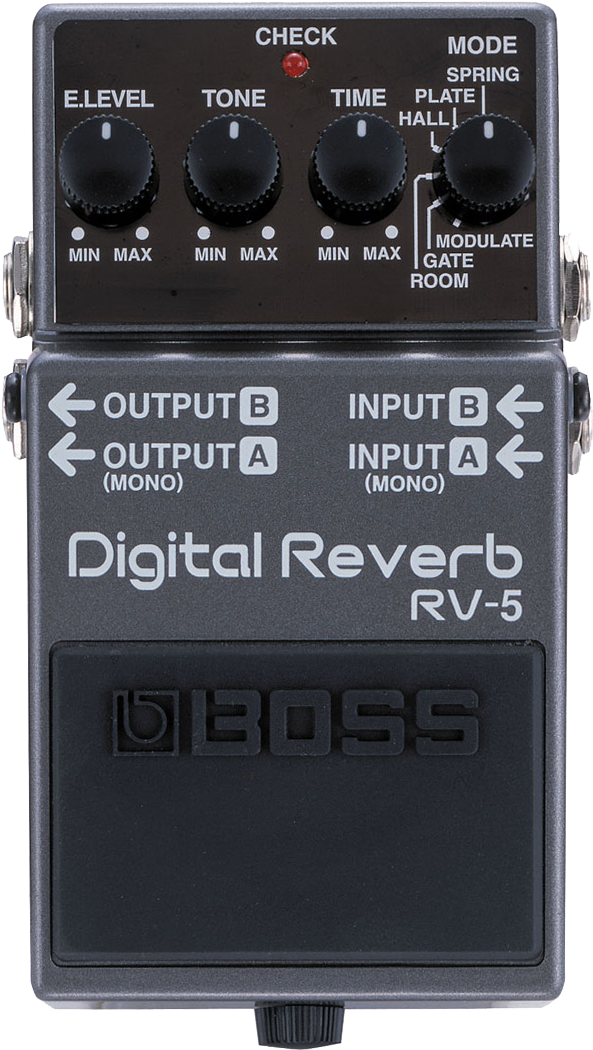 CHECK
MODE
SPRING
PLATE
HALL
E.LEVEL
TONE
TIME
MIN MAX
MIN MAX
MIN MAX
MODULATE
GATE
ROOM
OUTPUT B
INPUT B
OUTPUT A
(MONO)
INPUT A
(MONO)
Digital Reverb
RV-5
BOSS